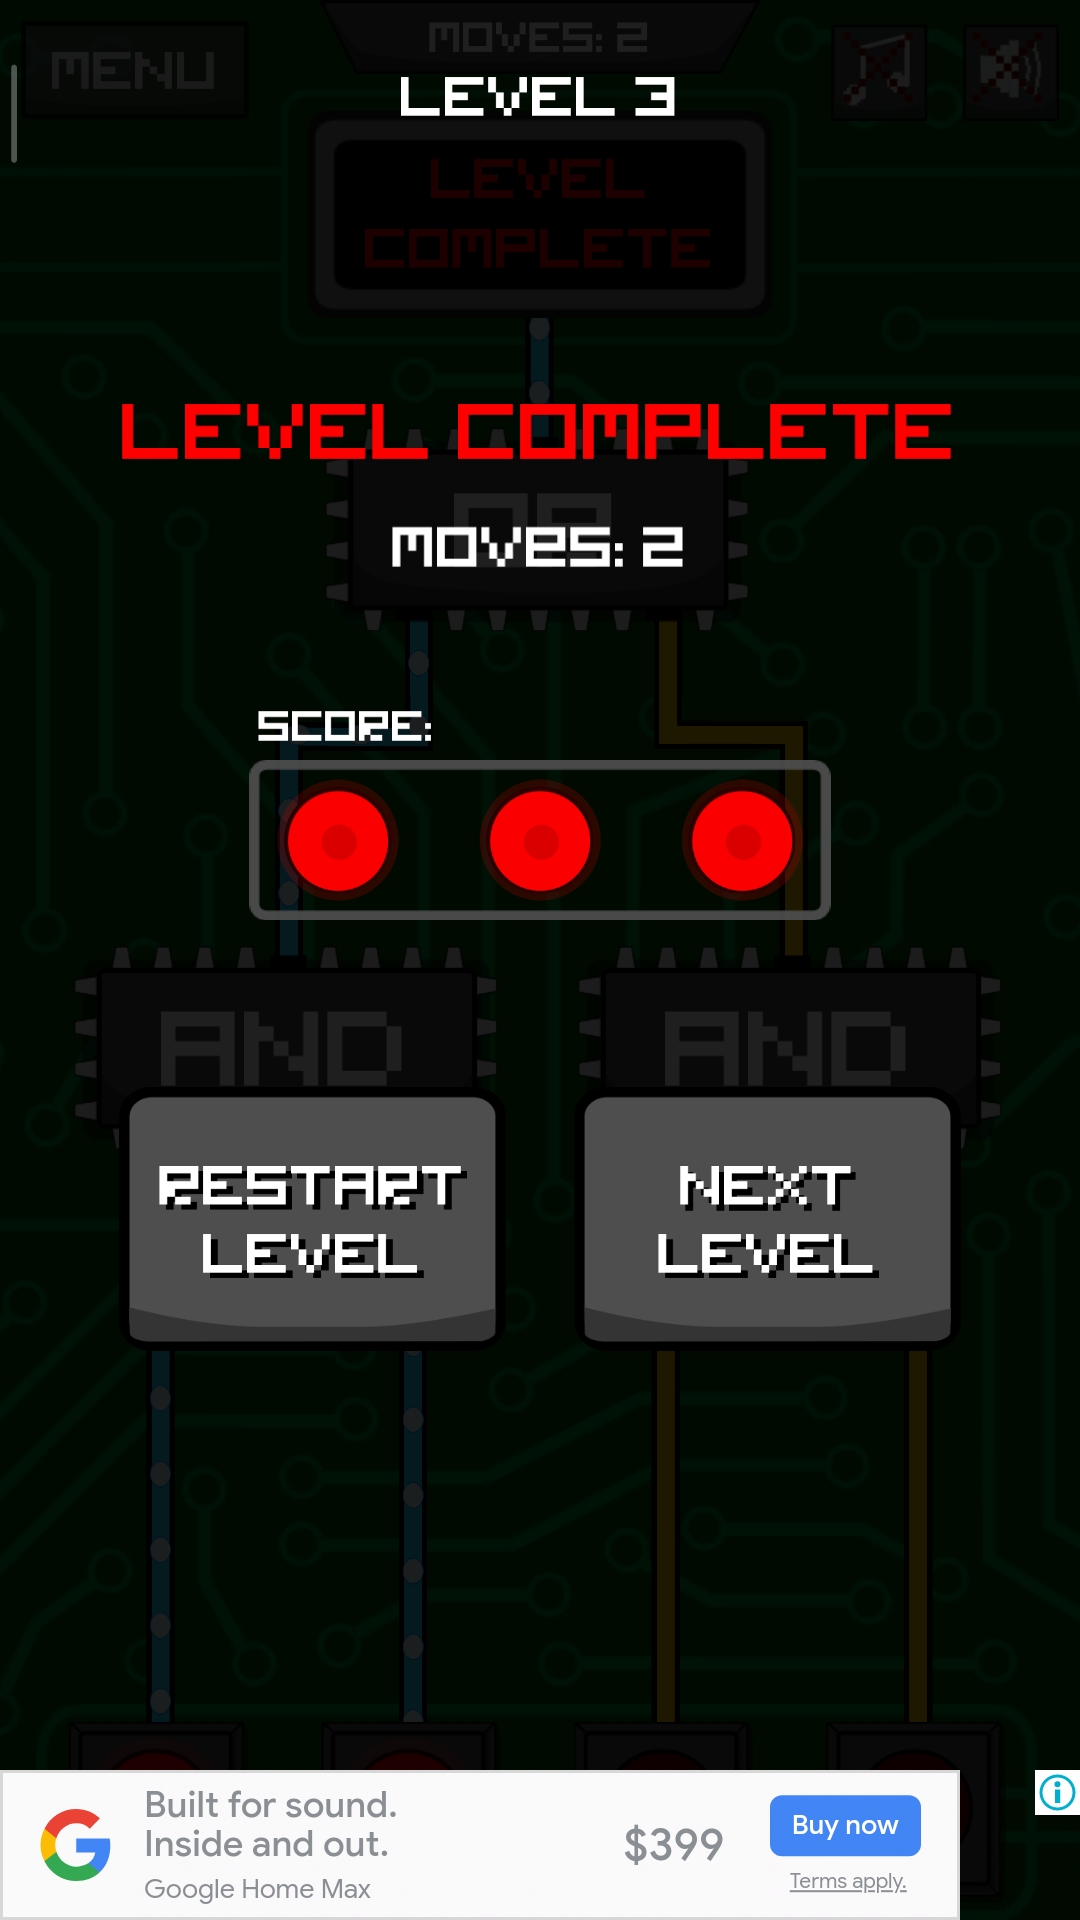 MOVES: 2
MENU
LEVEL 3
LEVEL
COMPLETE
LEVEL COMPLETE
OR
MOVES: 2
SCORE:
AND AND
RESTART
LEVEL
NEXT
LEVEL
Built for sound.
Inside and out.
Google Home Max
$399
Buy now
Terms apply.